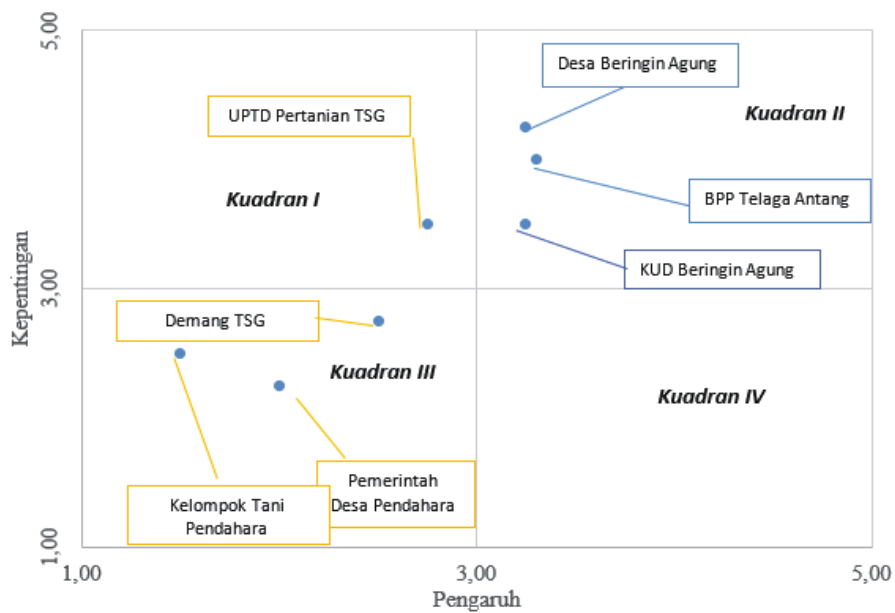 5,00
Desa Beringin Agung
UPTD Pertanian TSG
Kuadran II
Kuadran I
BPP Telaga Antang
KUD Beringin Agung
Kepentingan
3,00
Demang TSG
Kuadran III
Kuadran IV
Pemerintah
Desa Pendahara
Kelompok Tani
Pendahara
1,00
1,00
3,00
5,00
Pengaruh